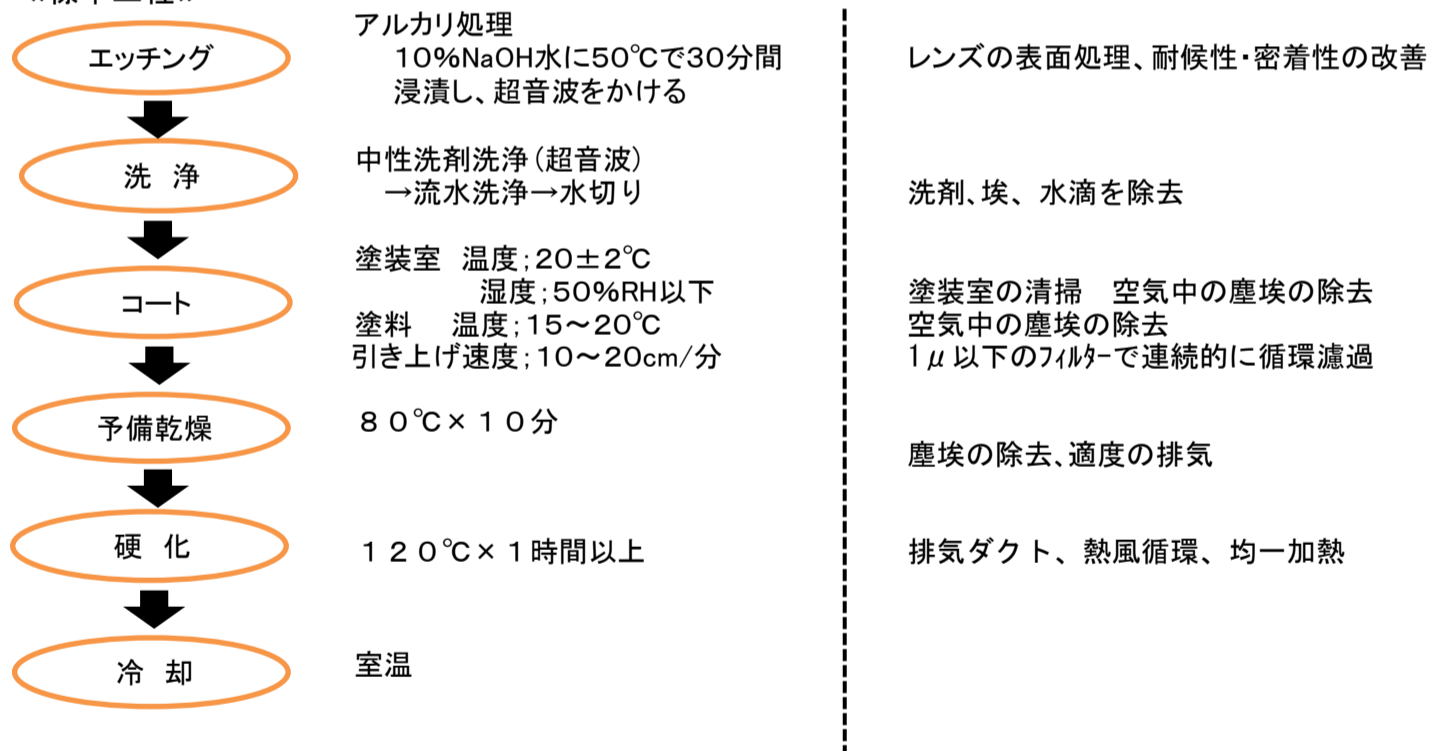 エッチング
アルカリ処理
10%NaOH水に50℃で30分間
浸漬し、超音波をかける
レンズの表面処理、耐候性・密着性の改善
洗 浄
中性洗剤洗浄(超音波)
→流水洗浄→水切り
洗剤、埃、水滴を除去
コート
塗装室 温度;20±2℃
湿度;50%RH以下
塗料 温度;15～20℃
引き上げ速度;10～20cm/分
塗装室の清掃 空気中の塵埃の除去
空気中の塵埃の除去
1μ以下のﾌｨﾙﾀｰで連続的に循環濾過
予備乾燥
８０℃×１０分
塵埃の除去、適度の排気
硬 化
１２０℃×１時間以上
排気ダクト、熱風循環、均一加熱
冷 却
室温